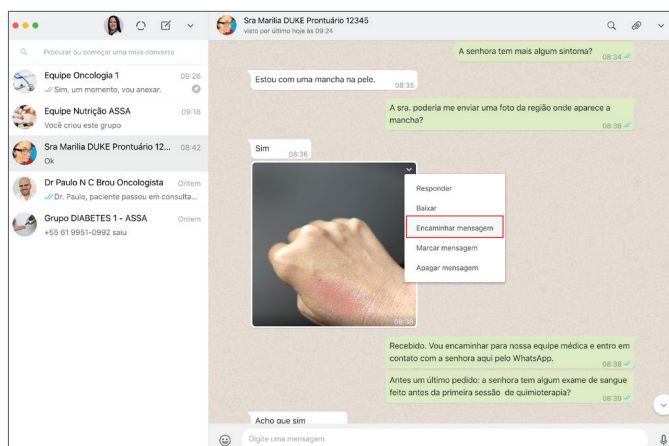 Procurar ou começar uma nova conversa
Equipe Oncologia 1
09:26
Sim, um momento, vou anexar.
Equipe Nutrição ASSA
09:18
Você criou este grupo
Sra Marilia DUKE Prontuário 12...
08:42
Ok
Dr Paulo N C Brou Oncologista
Ontem
Dr. Paulo, paciente passou em consulta...
Grupo DIABETES 1 - ASSA
Ontem
+55 61 9951-0992 saiu
Sra Marilia DUKE Prontuário 12345
visto por último hoje às 09:24
A senhora tem mais algum sintoma?
08:34
Estou com uma mancha na pele.
08:35
A sra. poderia me enviar uma foto da região onde aparece a
mancha?
08:36
Sim
08:36
Responder
Baixar
Encaminhar mensagem
Marcar mensagem
Apagar mensagem
08:36
Recebido. Vou encaminhar para nossa equipe médica e entro em
contato com a senhora aqui pelo WhatsApp.
08:38
Antes um último pedido: a senhora tem algum exame de sangue
feito antes da primeira sessão de quimioterapia?
08:39
Acho que sim
Digite uma mensagem